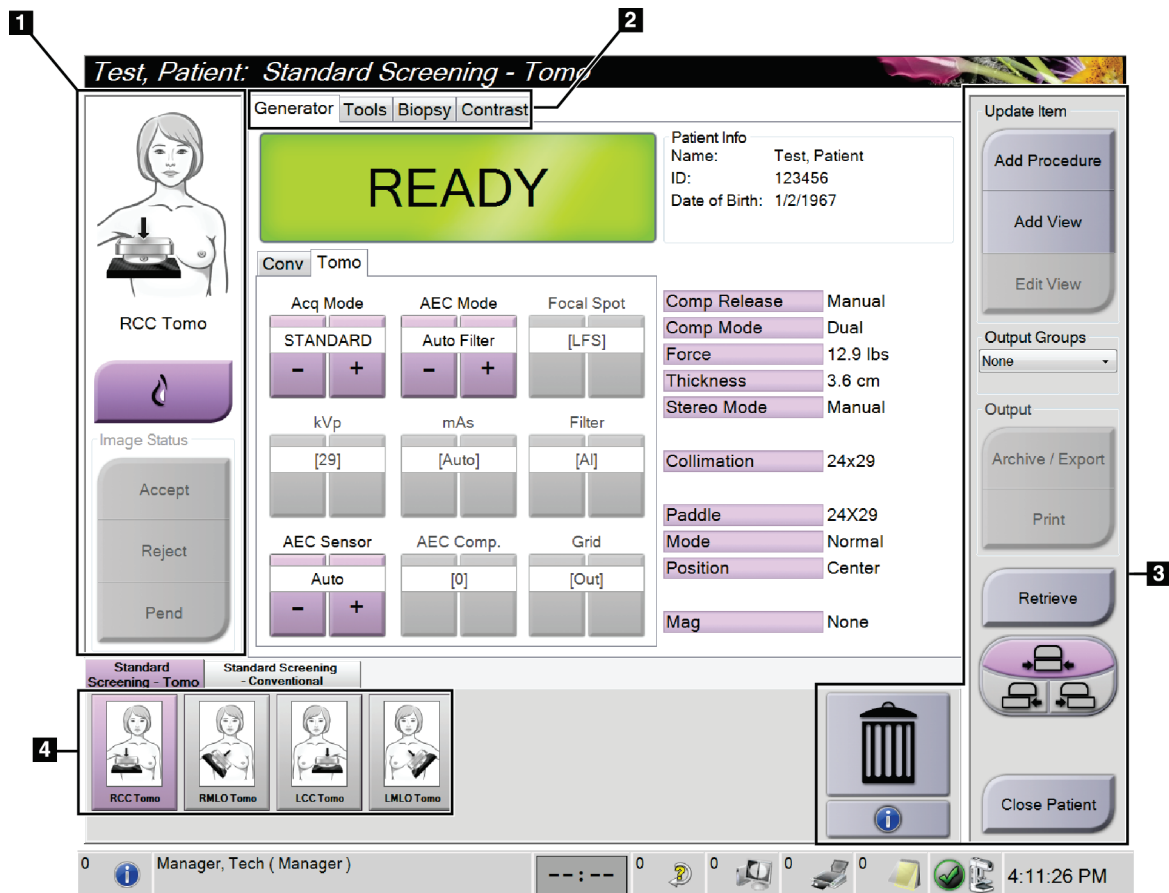 1
2
Test, Patient: Standard Screening - Tomo
Generator Tools Biopsy Contrast
READY
Patient Info
Name: Test, Patient
ID: 123456
Date of Birth: 1/2/1967
RCC Tomo
Image Status
Accept
Reject
Pend
Conv Tomo
Acq Mode AEC Mode Focal Spot
STANDARD Auto Filter [LFS]
- + - +
kVp mAs Filter
[29] [Auto] [Al]
AEC Sensor AEC Comp. Grid
Auto [0] [Out]
- +
Comp Release Manual
Comp Mode Dual
Force 12.9 lbs
Thickness 3.6 cm
Stereo Mode Manual
Collimation 24x29
Paddle 24X29
Mode Normal
Position Center
Mag None
Update Item
Add Procedure
Add View
Edit View
Output Groups
None
Output
Archive / Export
Print
3
Retrieve
Close Patient
Standard
Screening - Tomo
Standard Screening
- Conventional
4
RCC Tomo RMLO Tomo LCC Tomo LMLO Tomo
i
0 i Manager, Tech ( Manager ) --:-- 0 ? 0 0 0 4:11:26 PM